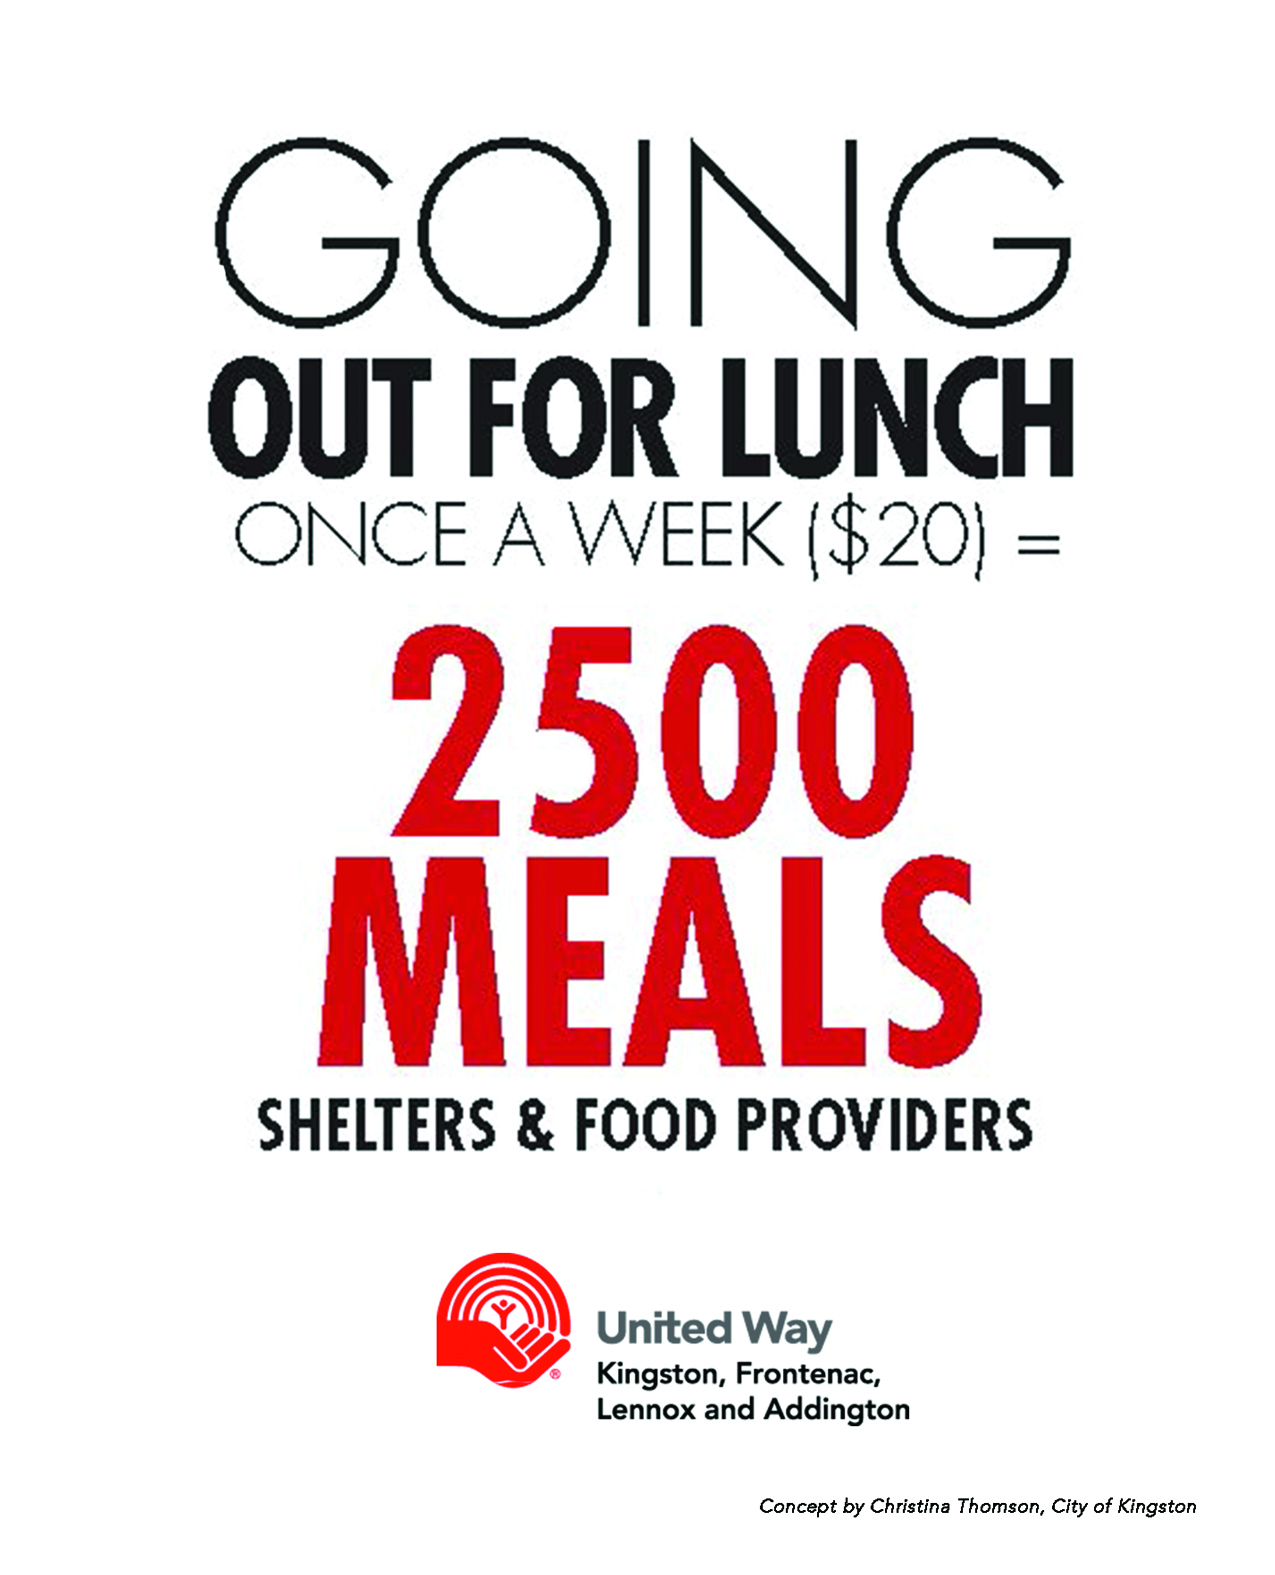 GOING
OUT FOR LUNCH
ONCE A WEEK ($20) =
2500
MEALS
SHELTERS & FOOD PROVIDERS
United Way
Kingston, Frontenac,
Lennox and Addington
®
Concept by Christina Thomson, City of Kingston